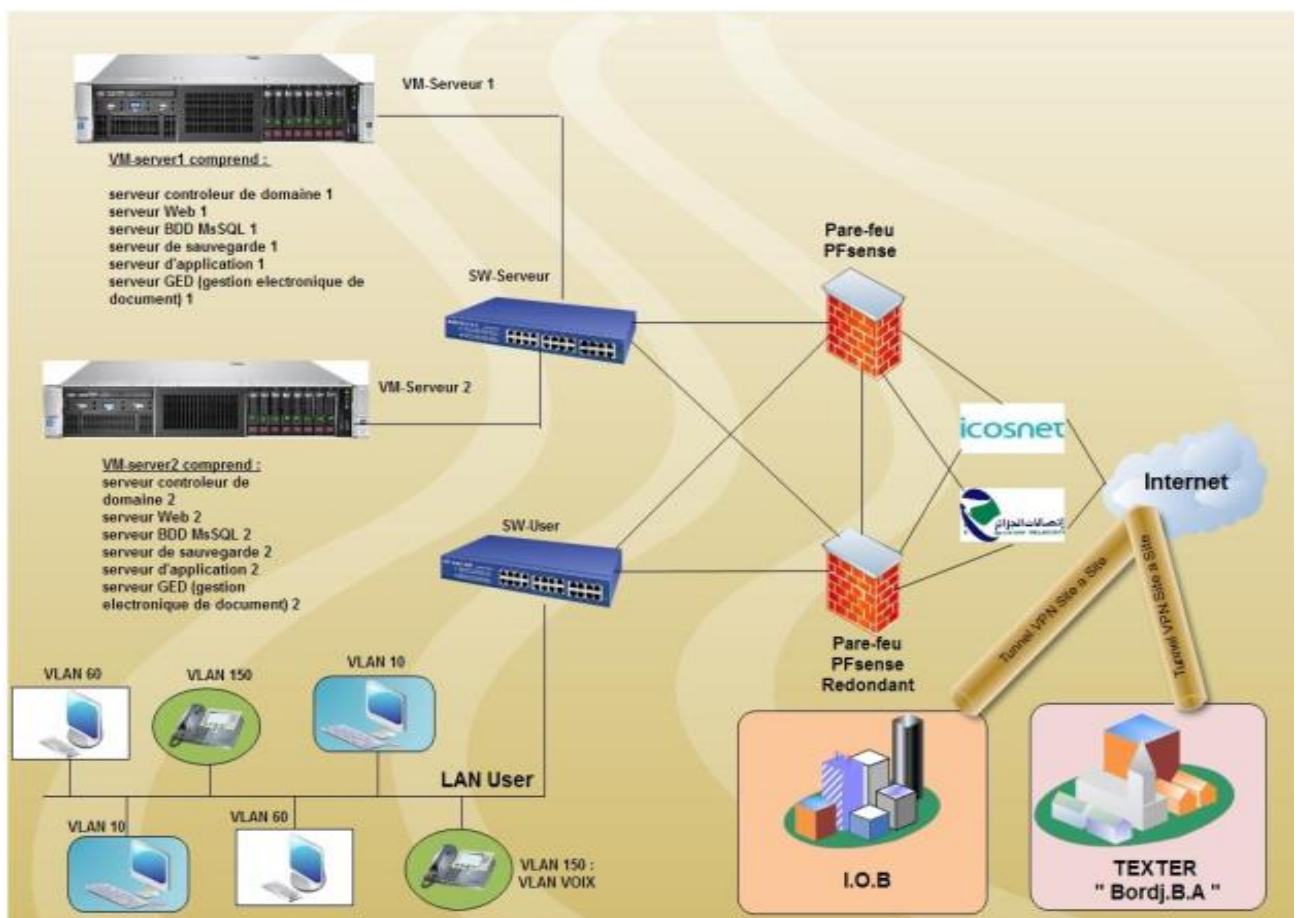 VM-Serveur 1
VM-server1 comprend :
serveur controleur de domaine 1
serveur Web 1
serveur BDD MsSQL 1
serveur de sauvegarde 1
serveur d'application 1
serveur GED (gestion electronique de
document) 1
SW-Serveur
Pare-feu
PFsense
VM-Serveur 2
VM-server2 comprend :
serveur controleur de
domaine 2
serveur Web 2
serveur BDD MsSQL 2
serveur de sauvegarde 2
serveur d'application 2
serveur GED (gestion
electronique de document) 2
icosnet
إتصالات الجزائر
Internet
SW-User
Pare-feu
PFsense
Redondant
Tunnel VPN Site a Site
Tunnel VPN Site a Site
VLAN 60
VLAN 150
VLAN 10
LAN User
VLAN 10
VLAN 60
VLAN 150 :
VLAN VOIX
I.O.B
TEXTER
" Bordj.B.A "